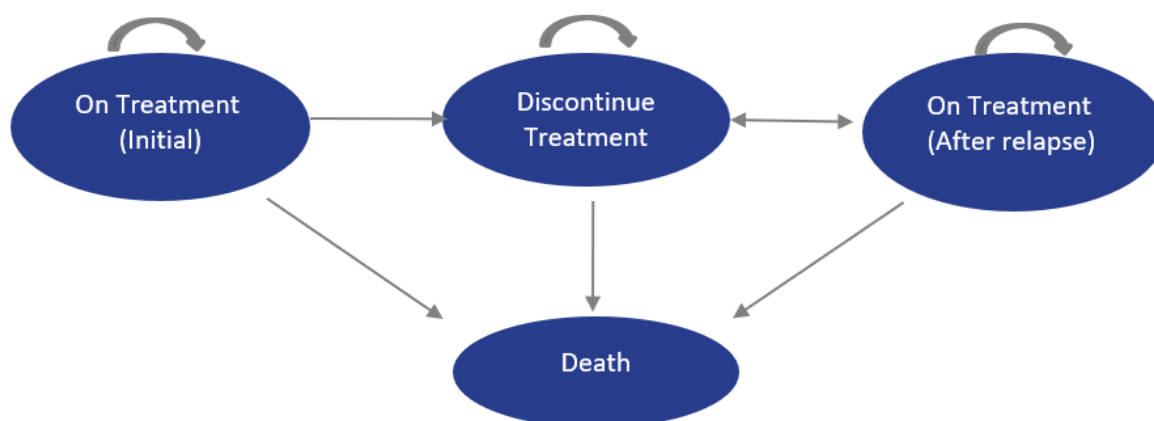 On Treatment
(Initial)
Discontinue
Treatment
On Treatment
(After relapse)
Death